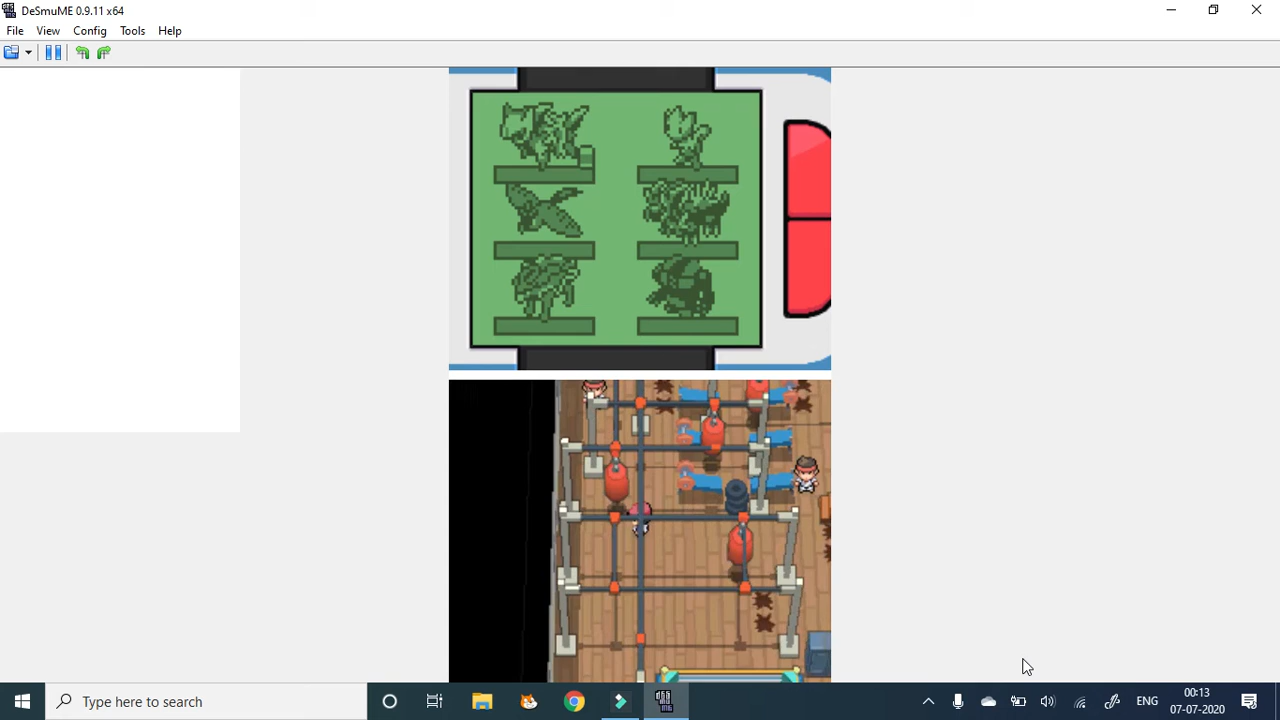 DeSmuME 0.9.11 x64
File View Config Tools Help
Type here to search
ENG
00:13
07-07-2020